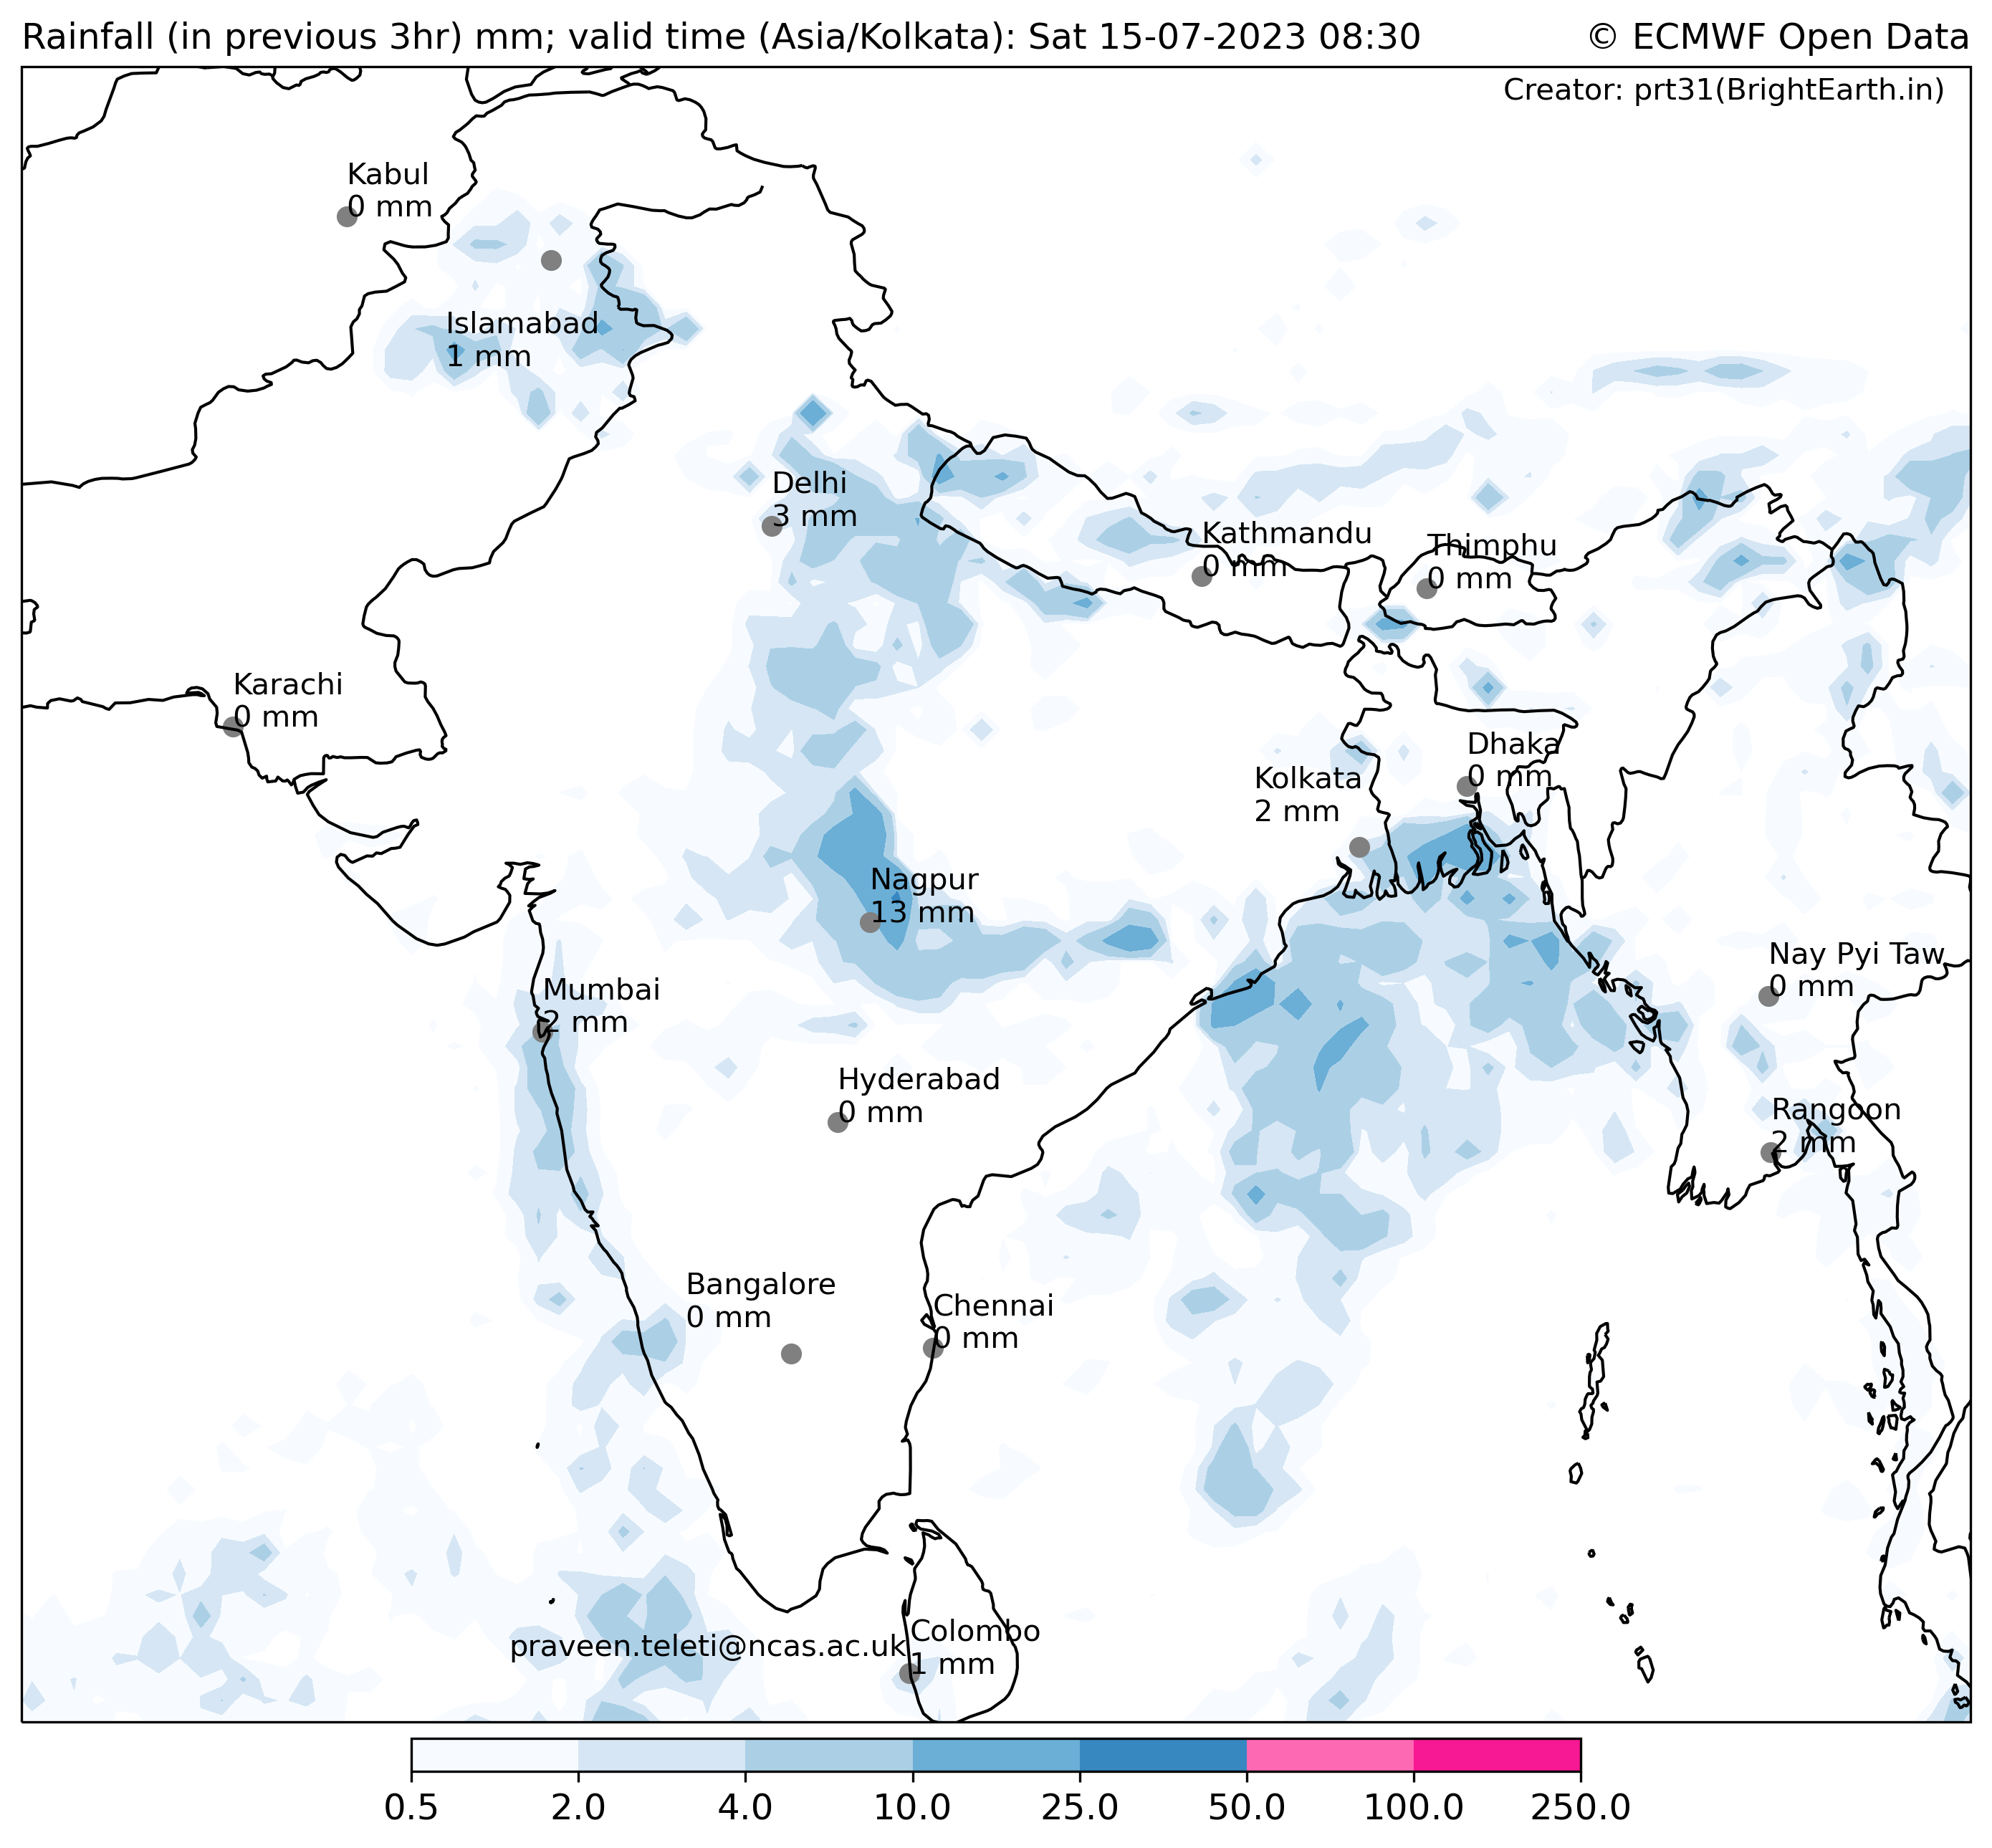 Rainfall (in previous 3hr) mm; valid time (Asia/Kolkata): Sat 15-07-2023 08:30
© ECMWF Open Data
Creator: prt31(BrightEarth.in)
Kabul
0 mm
Islamabad
1 mm
Delhi
3 mm
Kathmandu
0 mm
Thimphu
0 mm
Karachi
0 mm
Dhaka
0 mm
Kolkata
2 mm
Nagpur
13 mm
Nay Pyi Taw
0 mm
Mumbai
2 mm
Hyderabad
0 mm
Rangoon
2 mm
Bangalore
0 mm
Chennai
0 mm
Colombo
1 mm
praveen.teleti@ncas.ac.uk
0.5 2.0 4.0 10.0 25.0 50.0 100.0 250.0